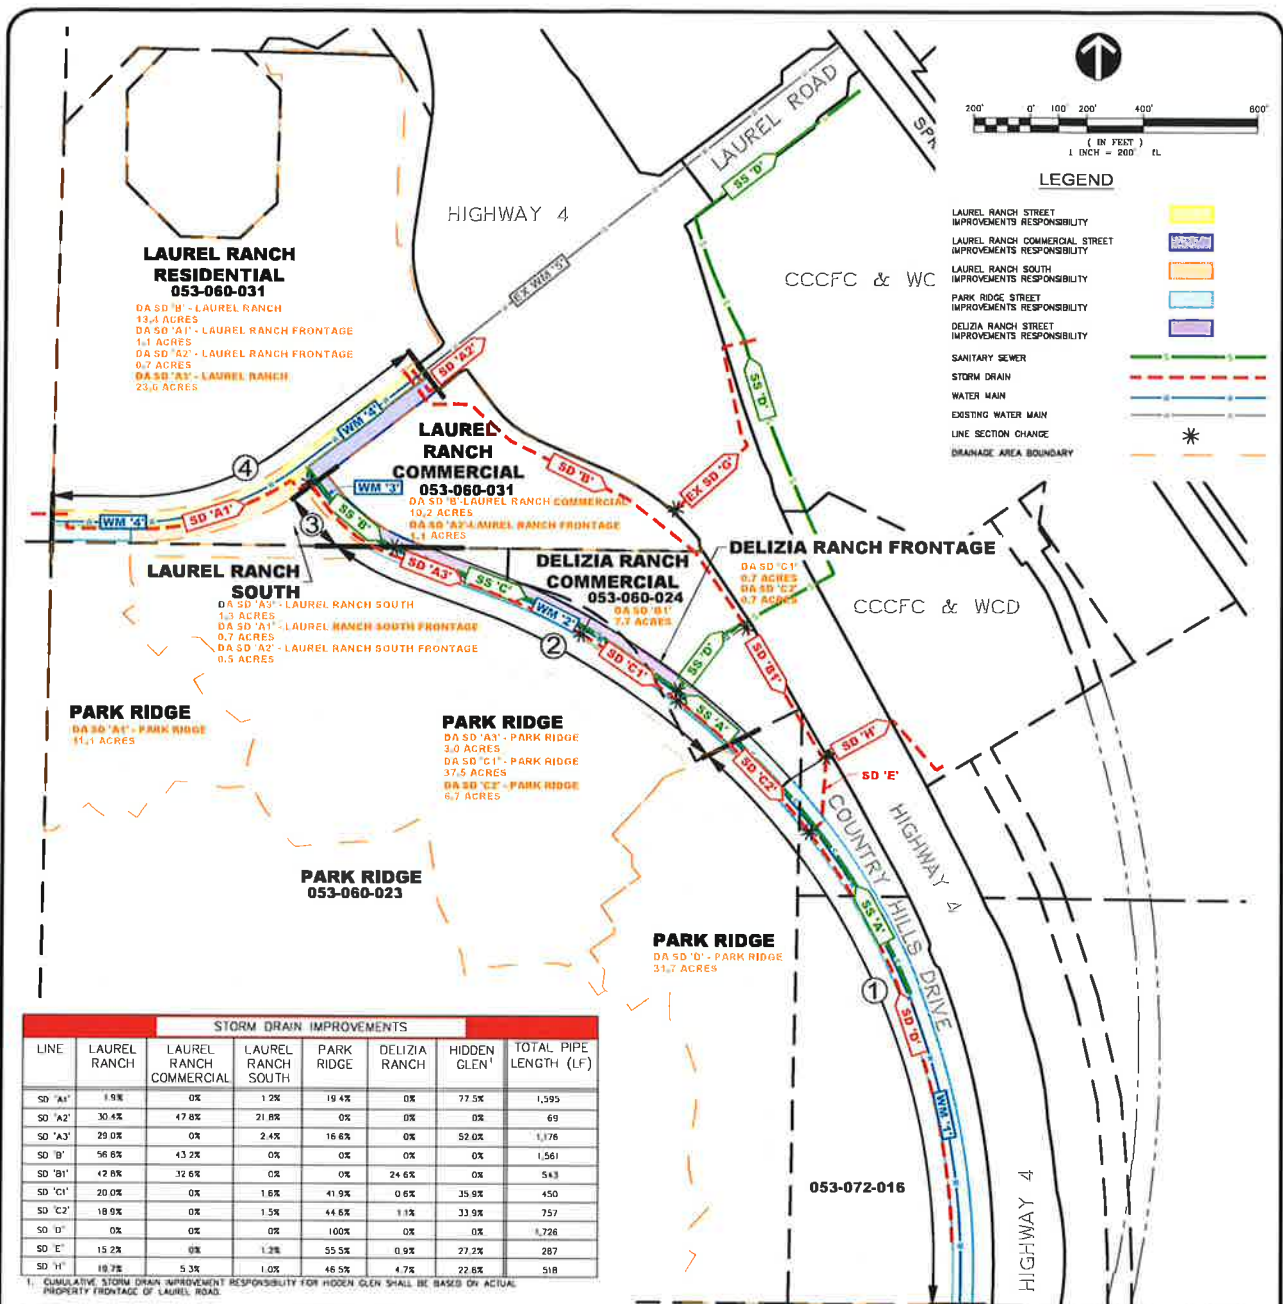 200' 0' 100' 200' 400' 600'
( IN FEET )
1 INCH = 200' ft.
LEGEND
LAUREL RANCH STREET
IMPROVEMENTS RESPONSIBILITY
LAUREL RANCH COMMERCIAL STREET
IMPROVEMENTS RESPONSIBILITY
LAUREL RANCH SOUTH
IMPROVEMENTS RESPONSIBILITY
PARK RIDGE STREET
IMPROVEMENTS RESPONSIBILITY
DELIZIA RANCH STREET
IMPROVEMENTS RESPONSIBILITY
SANITARY SEWER
STORM DRAIN
WATER MAIN
EXISTING WATER MAIN
LINE SECTION CHANGE
DRAINAGE AREA BOUNDARY
LAUREL ROAD
SS 'D'
HIGHWAY 4
EX WM '5'
CCCFC & WC
SS 'D'
LAUREL RANCH
RESIDENTIAL
053-060-031
DA SD 'B' - LAUREL RANCH
13.4 ACRES
DA SD 'A1' - LAUREL RANCH FRONTAGE
1.1 ACRES
DA SD 'A2' - LAUREL RANCH FRONTAGE
0.7 ACRES
DA SD 'A3' - LAUREL RANCH
23.6 ACRES
SD 'A2'
WM '4'
4
WM '4'
SD 'A1'
3
SS 'B'
WM '3'
LAUREL
RANCH
COMMERCIAL
053-060-031
DA SD 'B'-LAUREL RANCH COMMERCIAL
10.2 ACRES
DA SD 'A2'-LAUREL RANCH FRONTAGE
1.1 ACRES
SD 'B'
EX SD 'G'
LAUREL RANCH
SOUTH
DA SD 'A3' - LAUREL RANCH SOUTH
1.3 ACRES
DA SD 'A1' - LAUREL RANCH SOUTH FRONTAGE
0.7 ACRES
DA SD 'A2' - LAUREL RANCH SOUTH FRONTAGE
0.5 ACRES
SD 'A3'
SS 'C'
WM '2'
2
SD 'C1'
DELIZIA RANCH
COMMERCIAL
053-060-024
DA SD 'B1'
7.7 ACRES
DELIZIA RANCH FRONTAGE
DA SD 'C1'
0.7 ACRES
DA SD 'C2'
0.7 ACRES
CCCFC & WCD
SS 'D'
SD 'B1'
SS 'A'
SD 'C2'
SD 'H'
SD 'E'
PARK RIDGE
DA SD 'A1' - PARK RIDGE
11.1 ACRES
PARK RIDGE
DA SD 'A3' - PARK RIDGE
3.0 ACRES
DA SD 'C1' - PARK RIDGE
37.5 ACRES
DA SD 'C2' - PARK RIDGE
6.7 ACRES
PARK RIDGE
053-060-023
PARK RIDGE
DA SD 'D' - PARK RIDGE
31.7 ACRES
COUNTRY HILLS DRIVE
HIGHWAY 4
SS 'A'
1
SD 'D'
WM '1'
053-072-016
HIGHWAY 4
STORM DRAIN IMPROVEMENTS
LINE LAUREL RANCH LAUREL RANCH COMMERCIAL LAUREL RANCH SOUTH PARK RIDGE DELIZIA RANCH HIDDEN GLEN TOTAL PIPE LENGTH (LF)
SD 'A1' 1.9% 0% 1.2% 19.4% 0% 77.5% 1,595
SD 'A2' 30.4% 47.8% 21.8% 0% 0% 0% 69
SD 'A3' 29.0% 0% 2.4% 16.6% 0% 52.0% 1,176
SD 'B' 56.8% 43.2% 0% 0% 0% 0% 1,561
SD 'B1' 42.8% 32.6% 0% 0% 24.6% 0% 543
SD 'C1' 20.0% 0% 1.6% 41.9% 0.6% 35.9% 450
SD 'C2' 18.9% 0% 1.5% 44.6% 1.1% 33.9% 757
SD 'D' 0% 0% 0% 100% 0% 0% 1,726
SD 'E' 15.2% 0% 1.2% 55.5% 0.9% 27.2% 287
SD 'H' 19.7% 5.3% 1.0% 46.5% 4.7% 22.8% 518
1. CUMULATIVE STORM DRAIN IMPROVEMENT RESPONSIBILITY FOR HIDDEN GLEN SHALL BE BASED ON ACTUAL
PROPERTY FRONTAGE OF LAUREL ROAD.